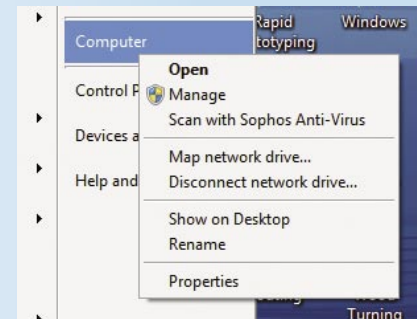 Rapid Windows
Computer totyping
Open
Control P Manage
Scan with Sophos Anti-Virus
Devices a
Map network drive...
Help and Disconnect network drive...
Show on Desktop
Rename
Properties
Turning